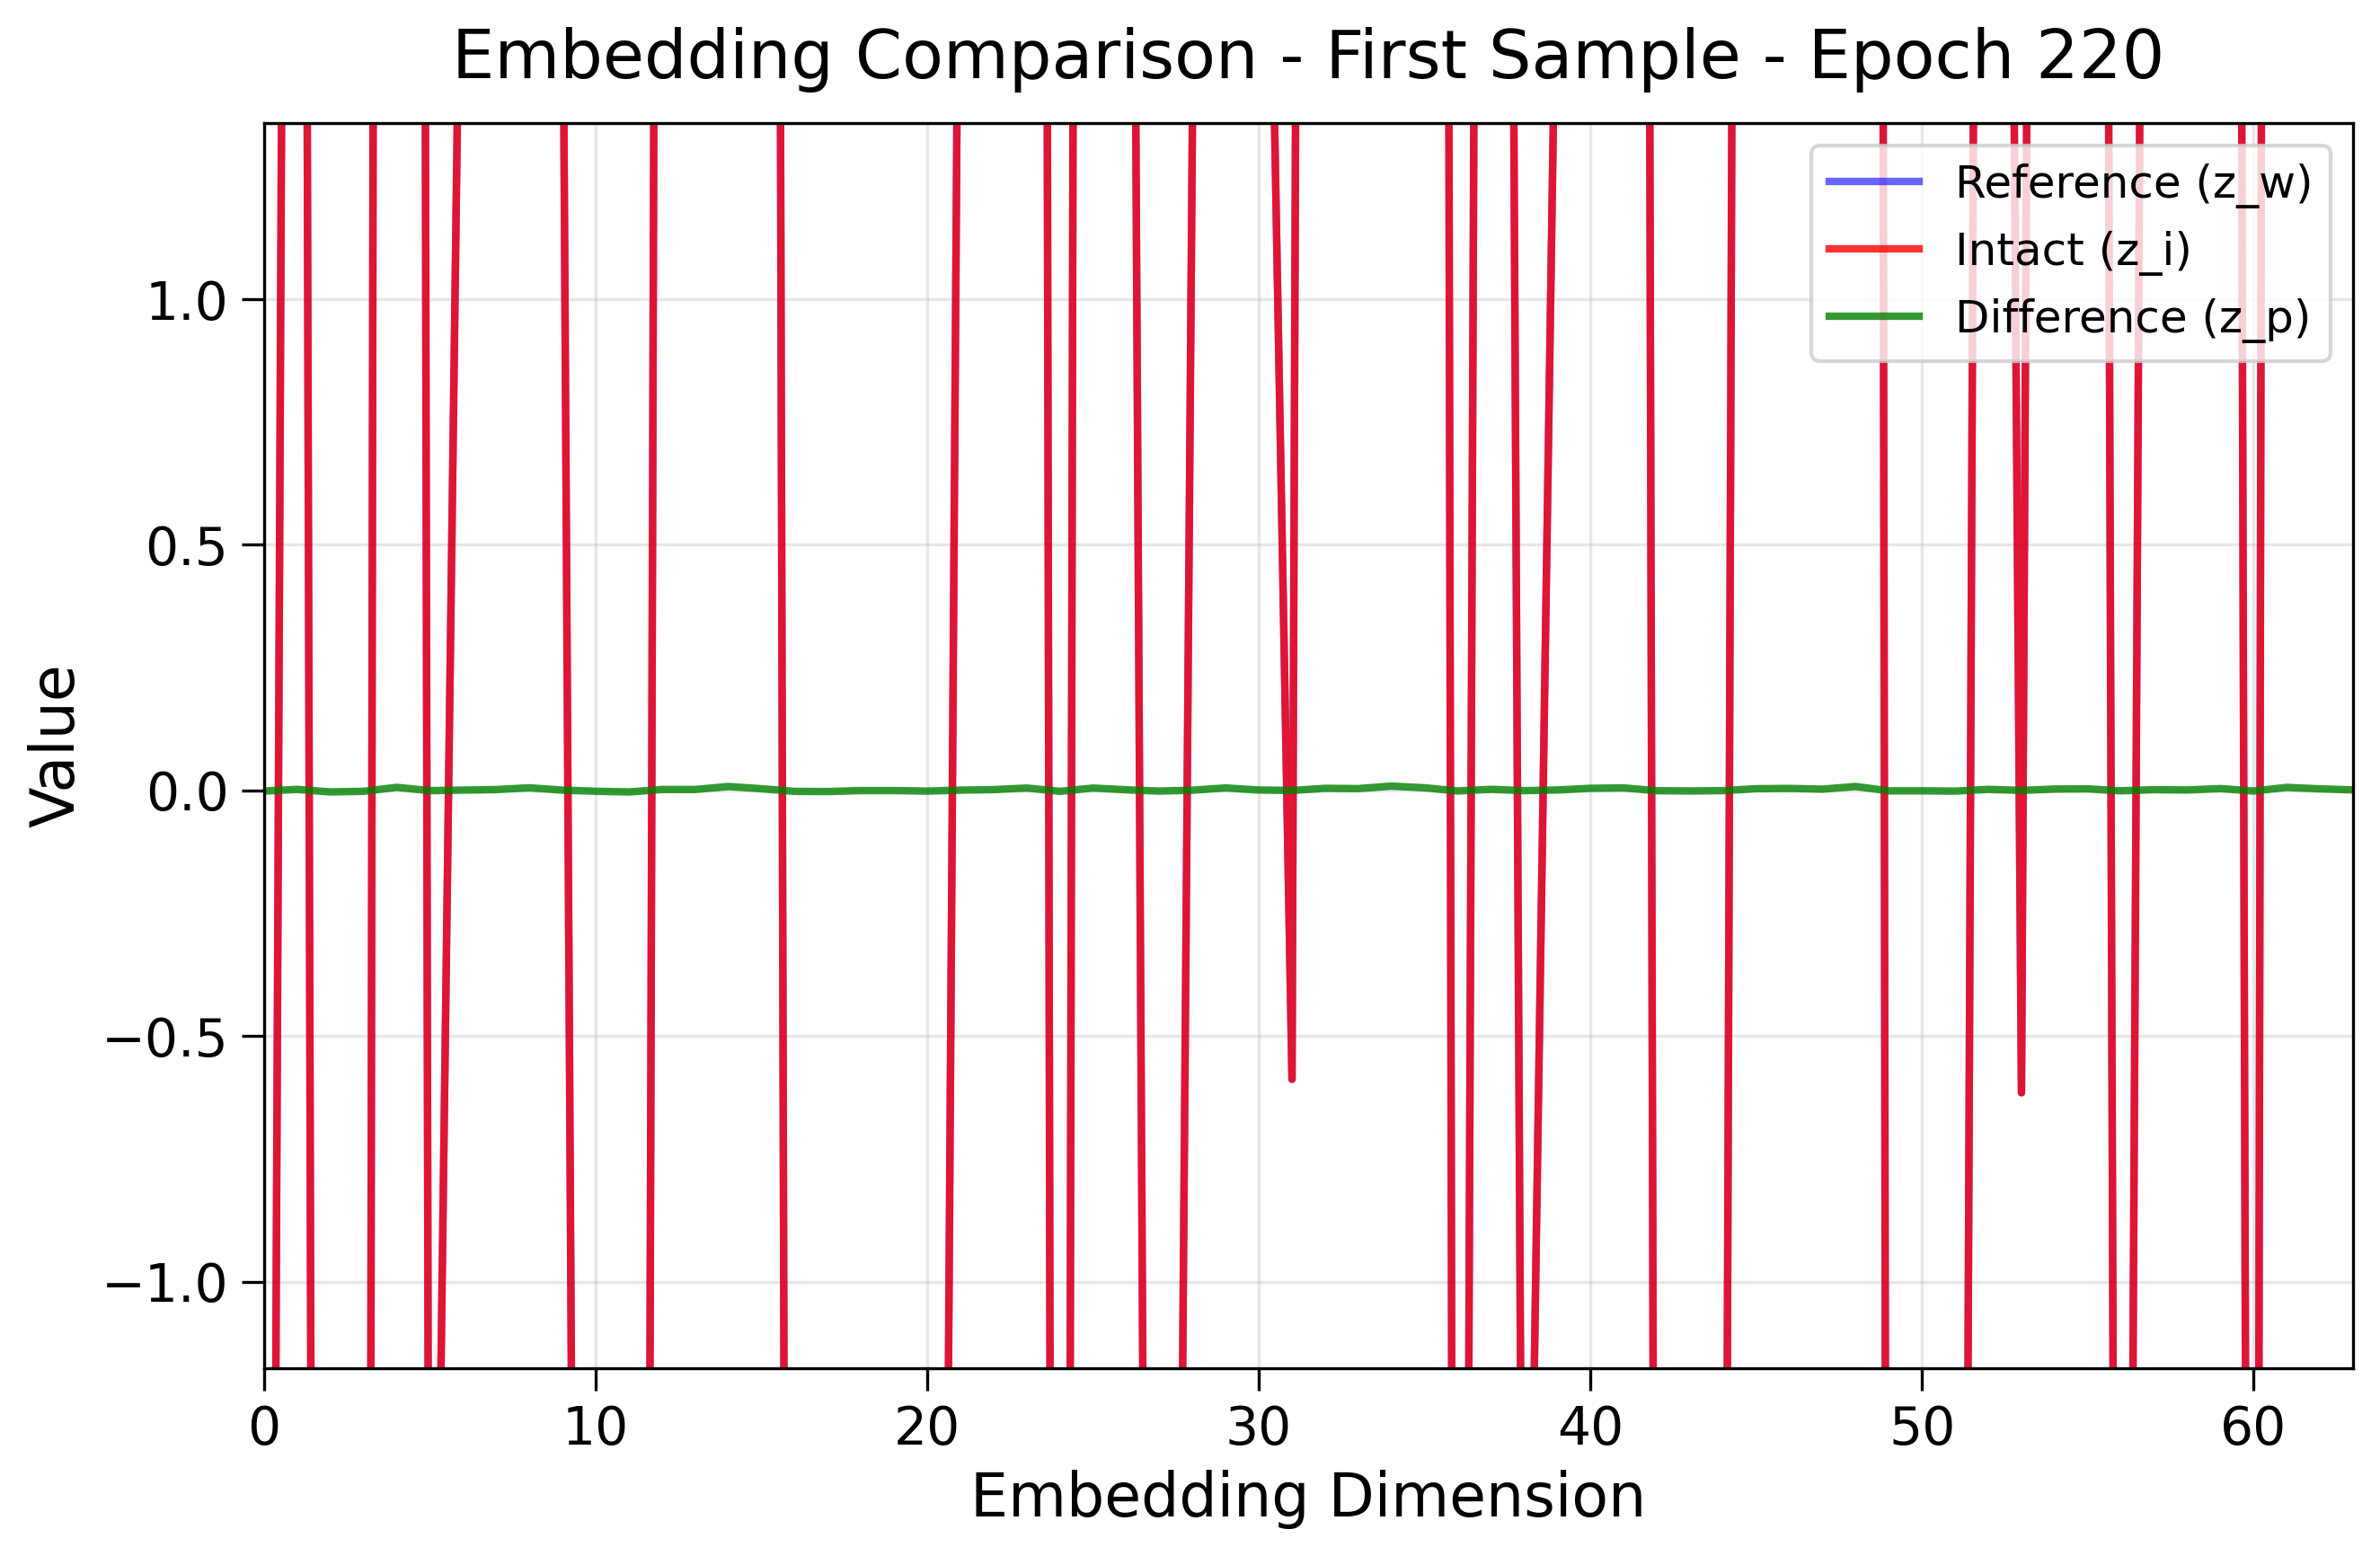 Embedding Comparison - First Sample - Epoch 220
Reference (z_w)
Intact (z_i)
Difference (z_p)
1.0
0.5
0.0
−0.5
−1.0
Value
0 10 20 30 40 50 60
Embedding Dimension